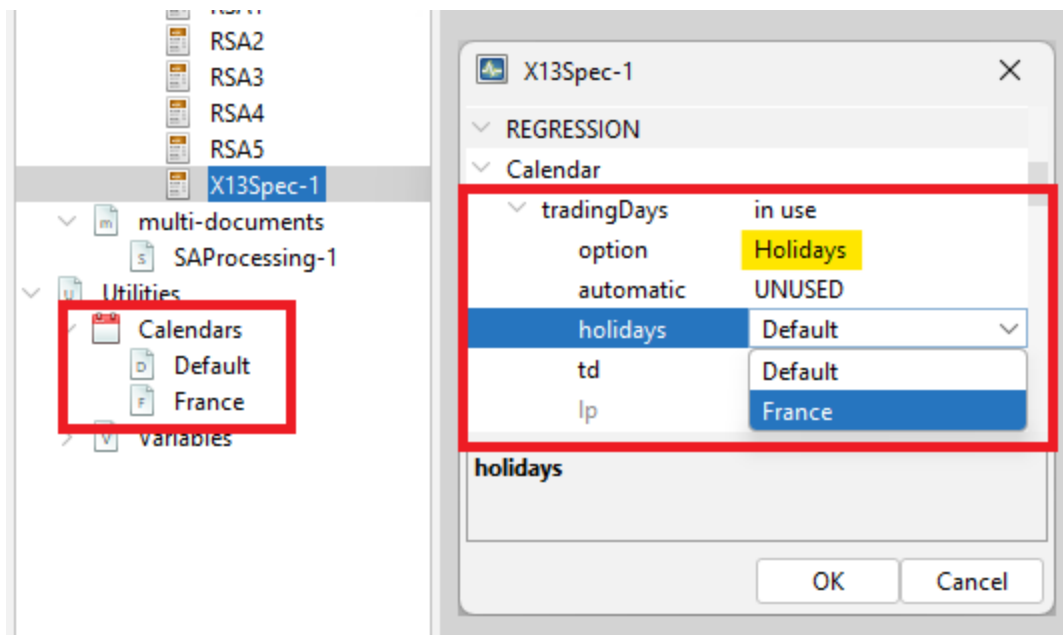 RSA2
RSA3
RSA4
RSA5
X13Spec-1
m multi-documents
s SAProcessing-1
U Utilities
Calendars
D Default
F France
V Variables
X13Spec-1
REGRESSION
Calendar
tradingDays in use
option Holidays
automatic UNUSED
holidays Default
td Default
lp France
holidays
OK Cancel